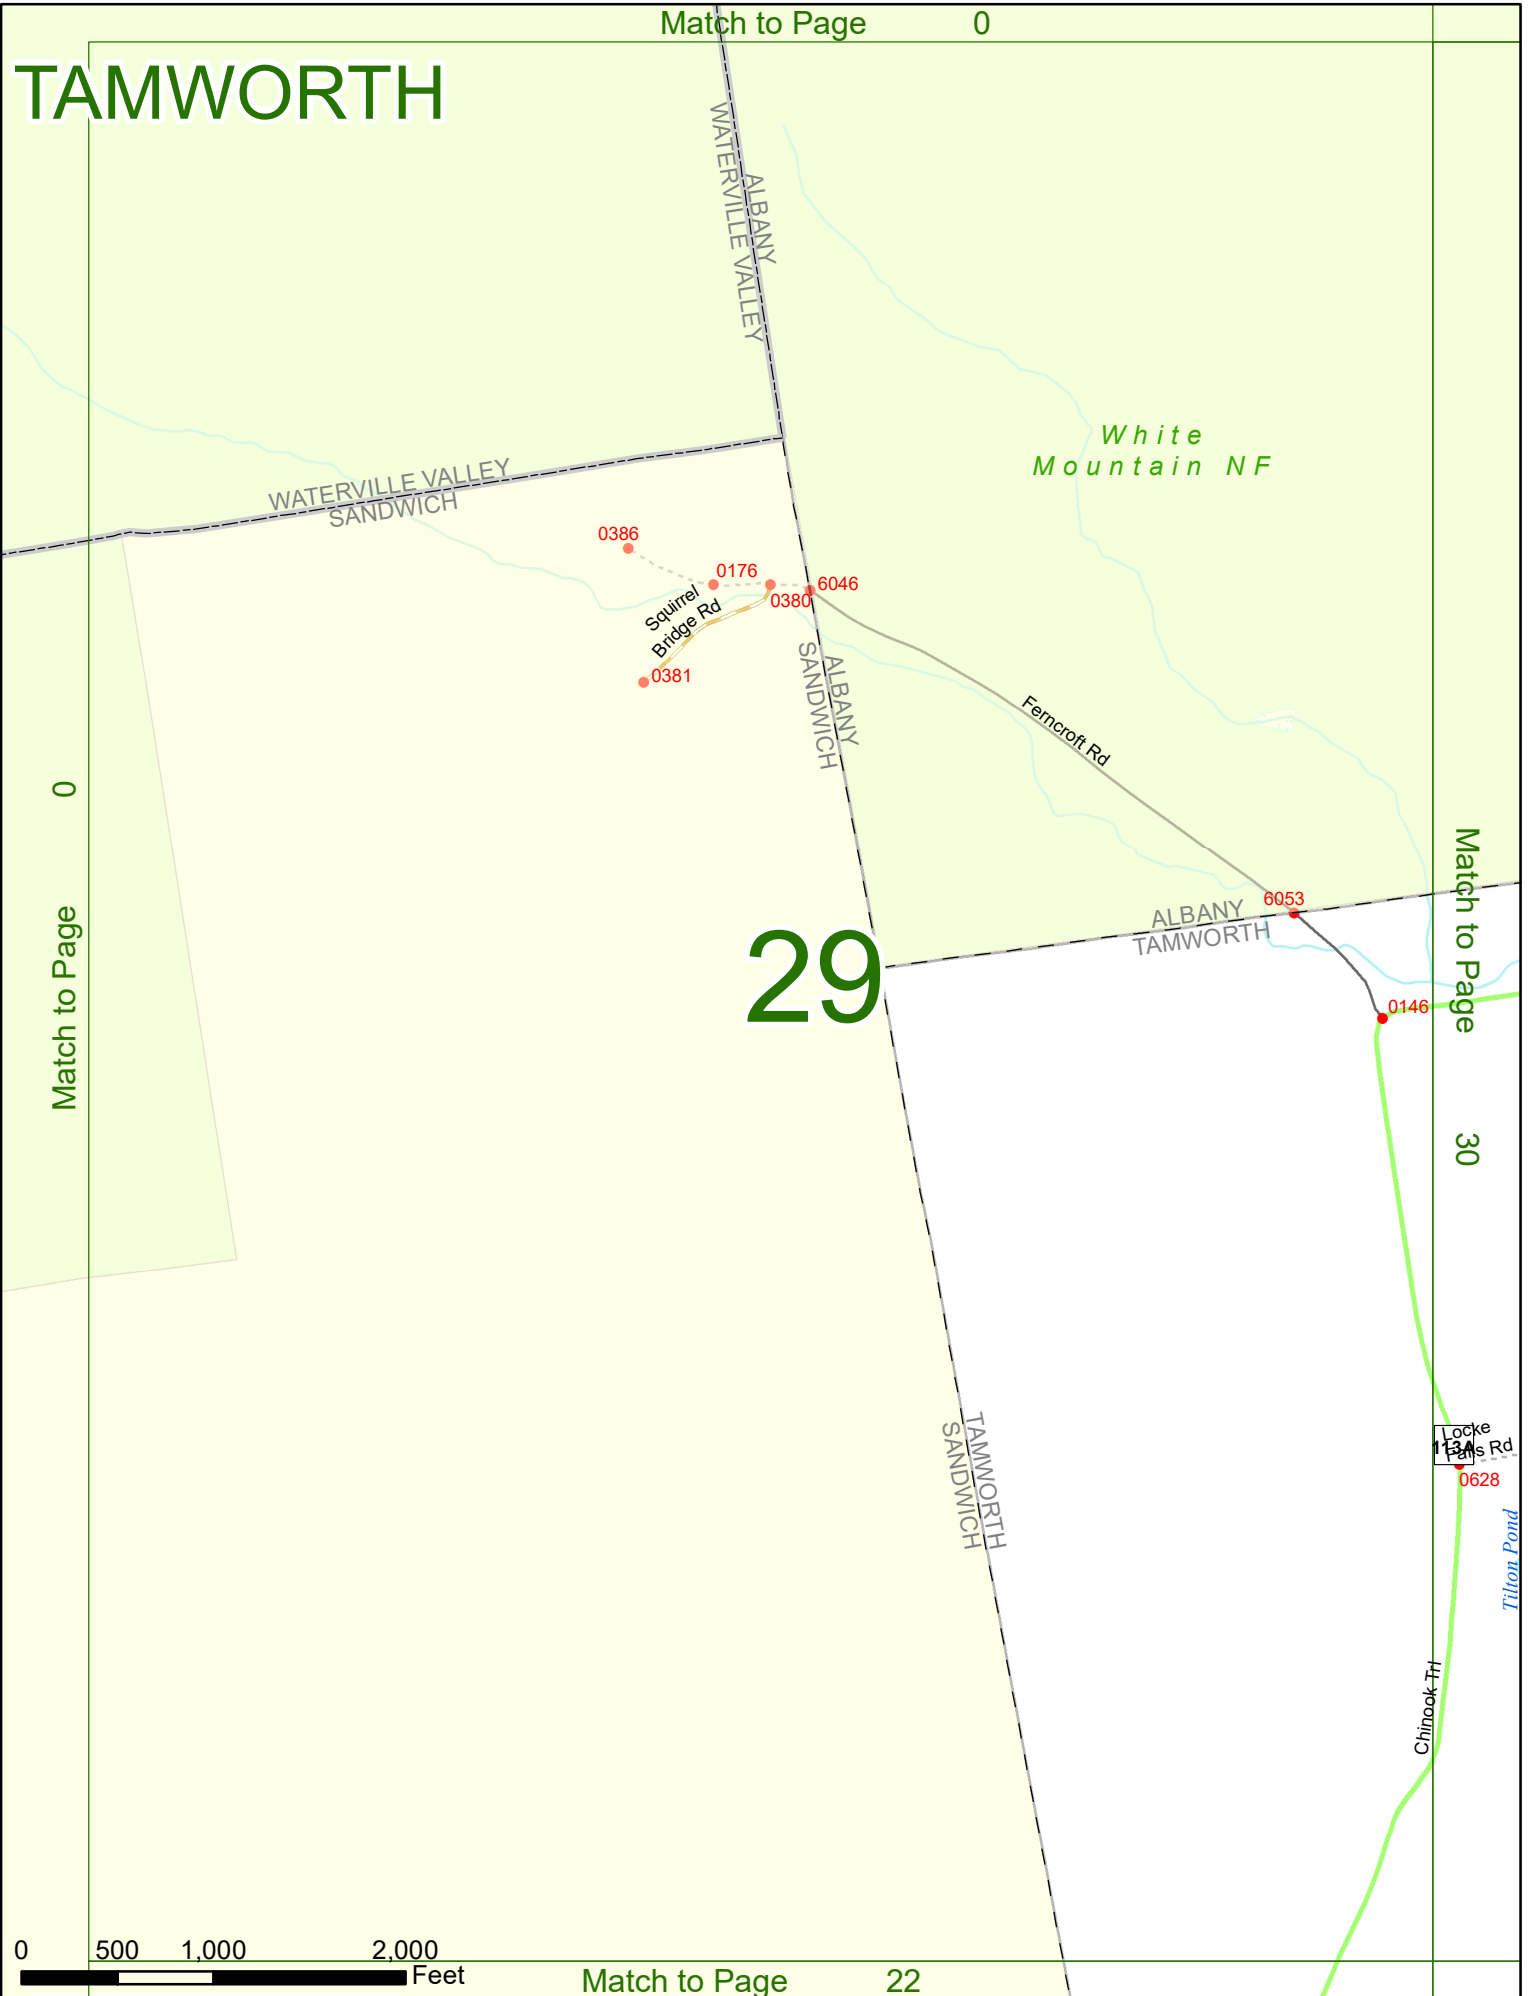 Match to Page 0
TAMWORTH
WATERVILLE VALLEY
ALBANY
White
Mountain NF
WATERVILLE VALLEY
SANDWICH
0386
0176
6046
0380
Squirrel
Bridge Rd
0381
SANDWICH
ALBANY
Ferncroft Rd
Match to Page 0
Match to Page 30
6053
ALBANY
TAMWORTH
29
0146
Locke
Falls Rd
113A
0628
TAMWORTH
SANDWICH
Tilton Pond
Chinook Trl
0 500 1,000 2,000
Feet
Match to Page 22